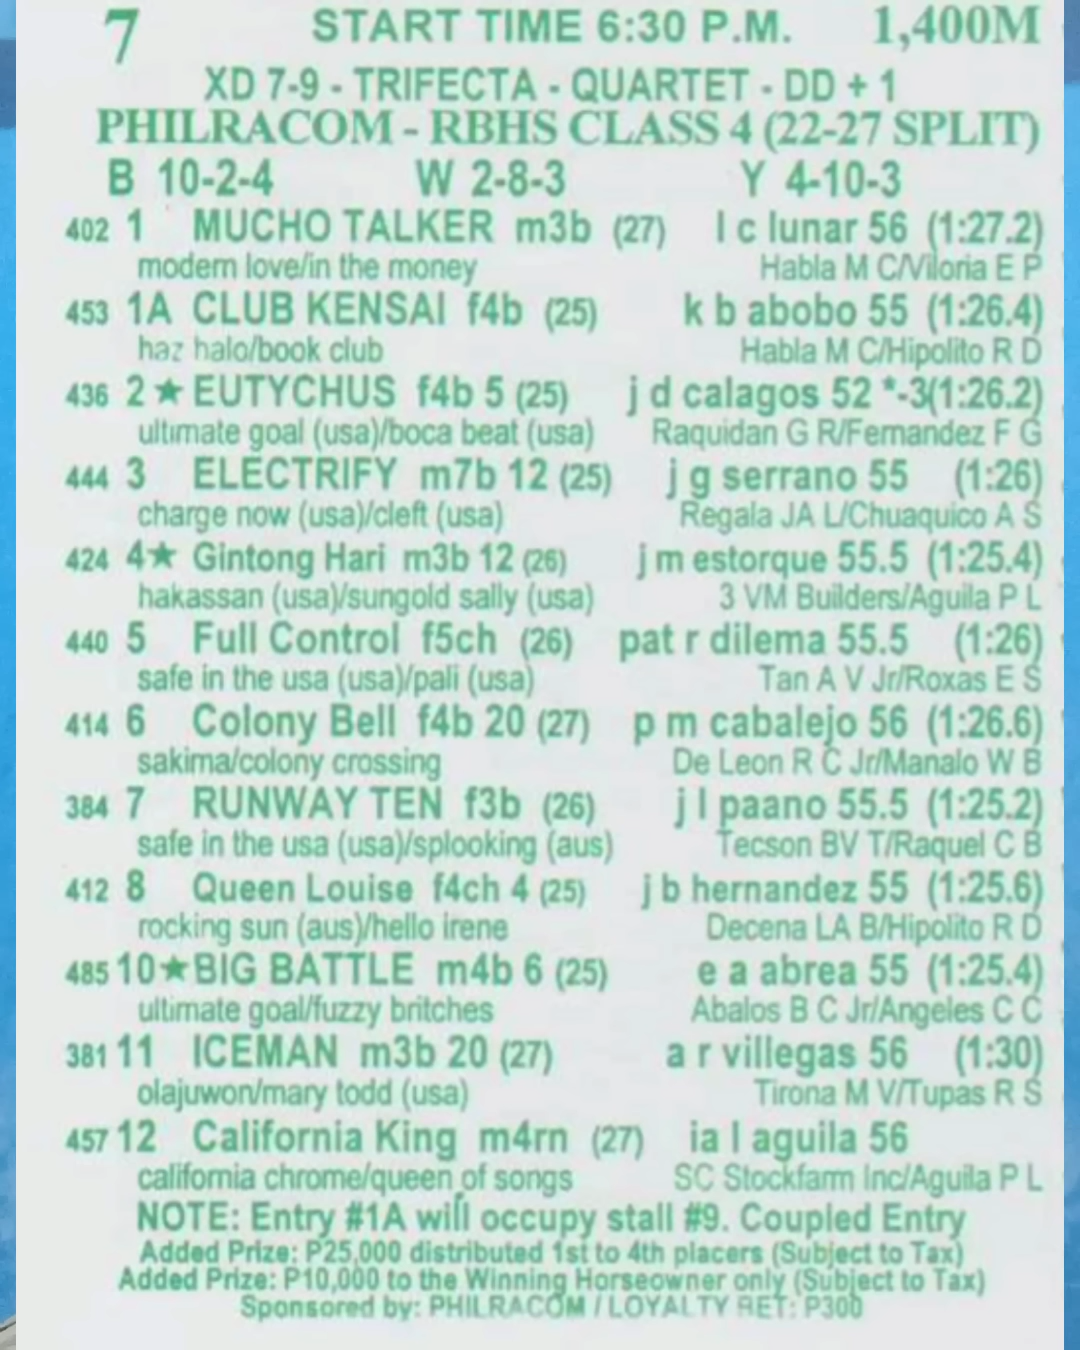 7 START TIME 6:30 P.M. 1,400M
XD 7-9 - TRIFECTA - QUARTET - DD + 1
PHILRACOM - RBHS CLASS 4 (22-27 SPLIT)
B 10-2-4 W 2-8-3 Y 4-10-3
402 1 MUCHO TALKER m3b (27) l c lunar 56 (1:27.2)
modern love/in the money Habla M C/Viloria E P
453 1A CLUB KENSAI f4b (25) k b abobo 55 (1:26.4)
haz halo/book club Habla M C/Hipolito R D
436 2 ★ EUTYCHUS f4b 5 (25) j d calagos 52 *-3(1:26.2)
ultimate goal (usa)/boca beat (usa) Raquidan G R/Fernandez F G
444 3 ELECTRIFY m7b 12 (25) j g serrano 55 (1:26)
charge now (usa)/cleft (usa) Regala JA L/Chuaquico A S
424 4★ Gintong Hari m3b 12 (26) j m estorque 55.5 (1:25.4)
hakassan (usa)/sungold sally (usa) 3 VM Builders/Aguila P L
440 5 Full Control f5ch (26) pat r dilema 55.5 (1:26)
safe in the usa (usa)/pali (usa) Tan A V Jr/Roxas E S
414 6 Colony Bell f4b 20 (27) p m cabalejo 56 (1:26.6)
sakima/colony crossing De Leon R C Jr/Manalo W B
384 7 RUNWAY TEN f3b (26) j l paano 55.5 (1:25.2)
safe in the usa (usa)/splooking (aus) Tecson BV T/Raquel C B
412 8 Queen Louise f4ch 4 (25) j b hernandez 55 (1:25.6)
rocking sun (aus)/hello irene Decena LA B/Hipolito R D
485 10★BIG BATTLE m4b 6 (25) e a abrea 55 (1:25.4)
ultimate goal/fuzzy britches Abalos B C Jr/Angeles C C
381 11 ICEMAN m3b 20 (27) a r villegas 56 (1:30)
olajuwon/mary todd (usa) Tirona M V/Tupas R S
457 12 California King m4rn (27) ia l aguila 56
california chrome/queen of songs SC Stockfarm Inc/Aguila P L
NOTE: Entry #1A will occupy stall #9. Coupled Entry
Added Prize: P25,000 distributed 1st to 4th placers (Subject to Tax)
Added Prize: P10,000 to the Winning Horseowner only (Subject to Tax)
Sponsored by: PHILRACOM / LOYALTY RET: P300